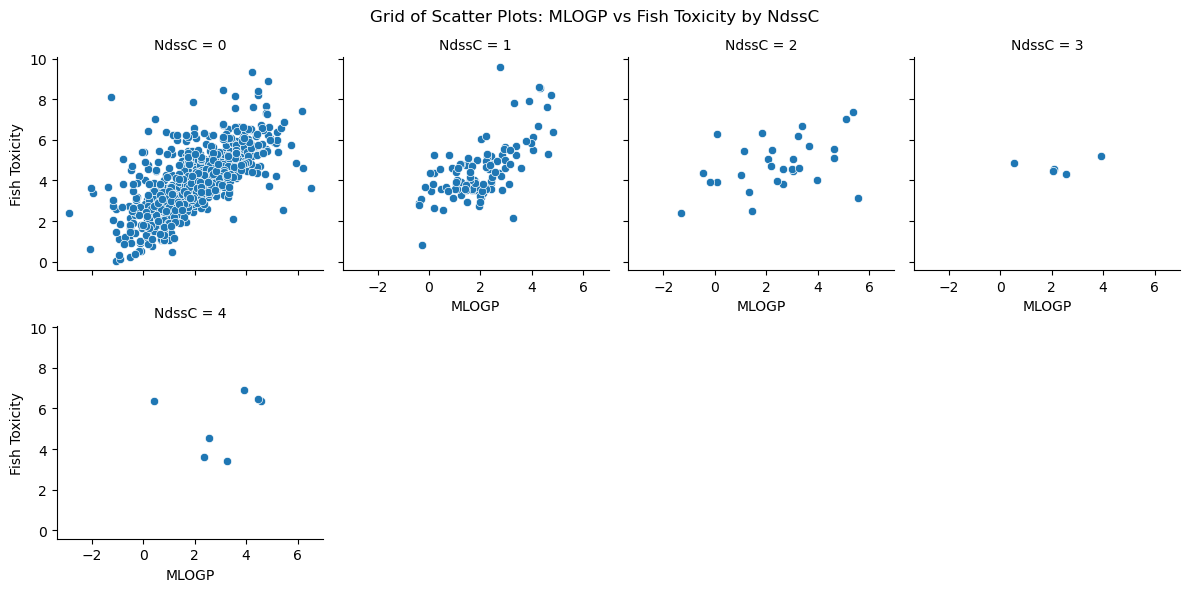 Grid of Scatter Plots: MLOGP vs Fish Toxicity by NdssC
NdssC = 0
NdssC = 1
NdssC = 2
NdssC = 3
10
8
6
4
2
0
Fish Toxicity
−2 0 2 4 6
MLOGP
−2 0 2 4 6
MLOGP
−2 0 2 4 6
MLOGP
NdssC = 4
10
8
6
4
2
0
Fish Toxicity
−2 0 2 4 6
MLOGP